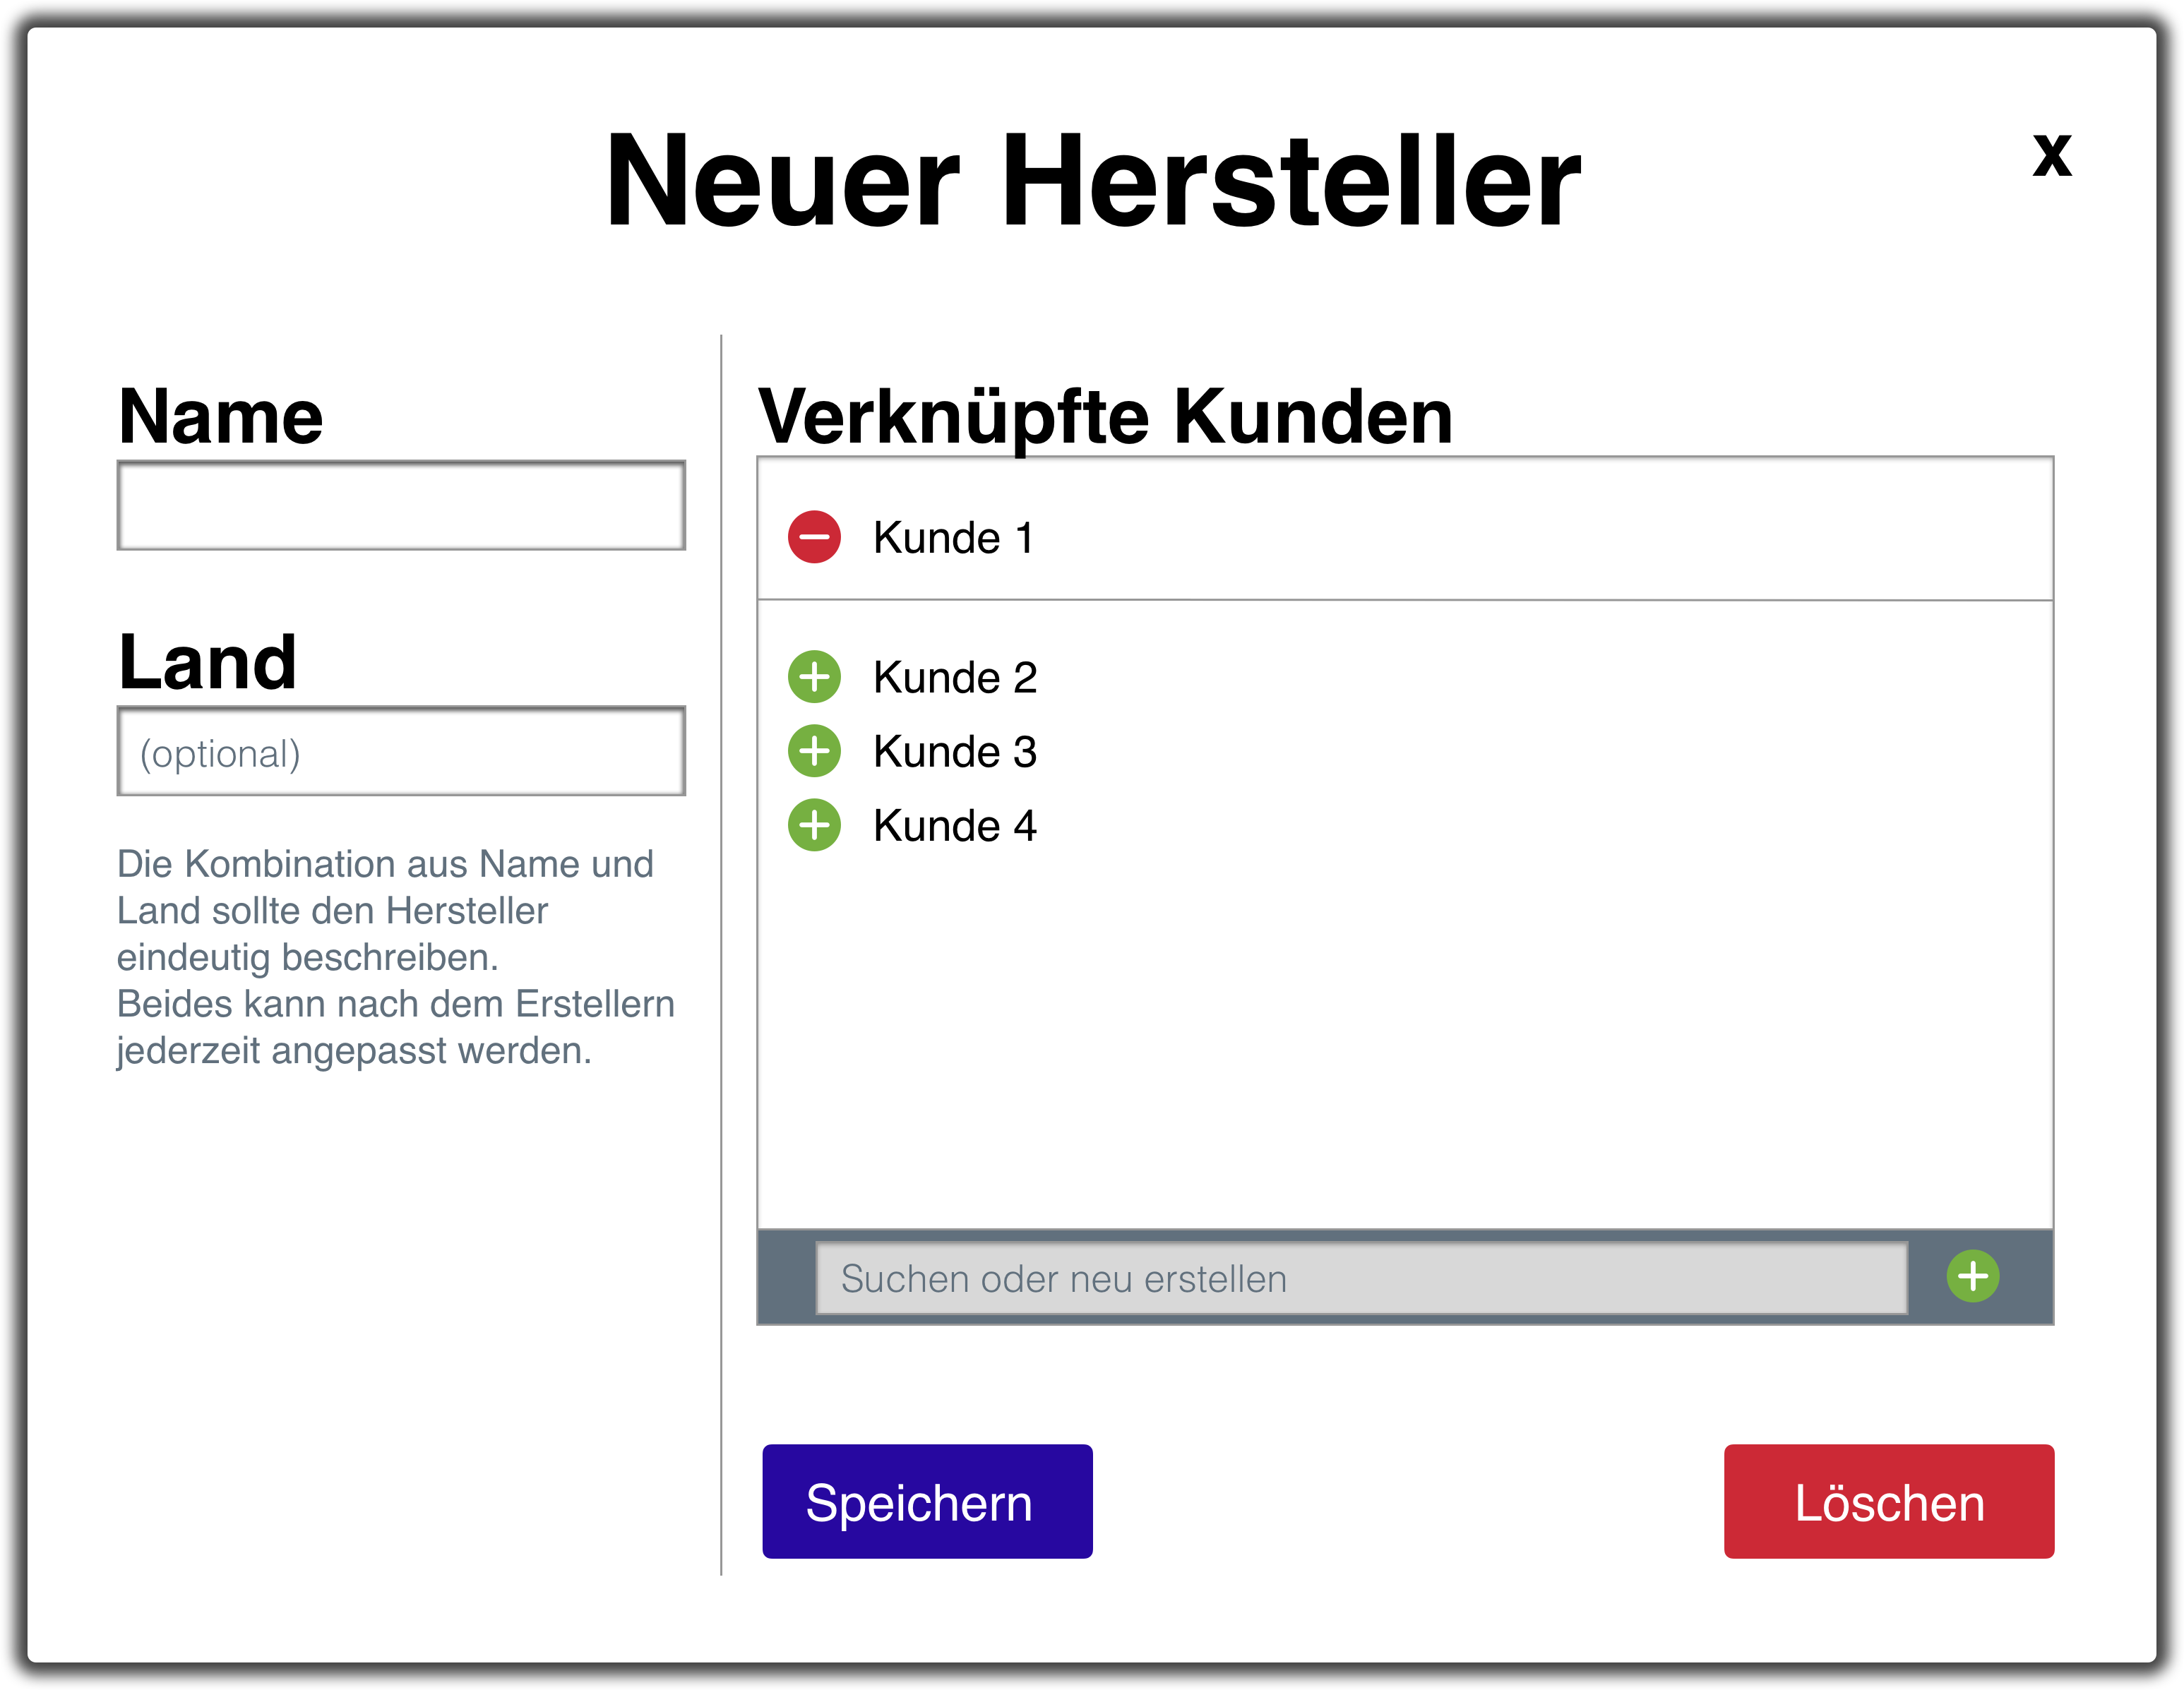 Neuer Hersteller
x
Name
Land
(optional)
Die Kombination aus Name und
Land sollte den Hersteller
eindeutig beschreiben.
Beides kann nach dem Erstellern
jederzeit angepasst werden.
Verknüpfte Kunden
Kunde 1
Kunde 2
Kunde 3
Kunde 4
Suchen oder neu erstellen
Speichern
Löschen